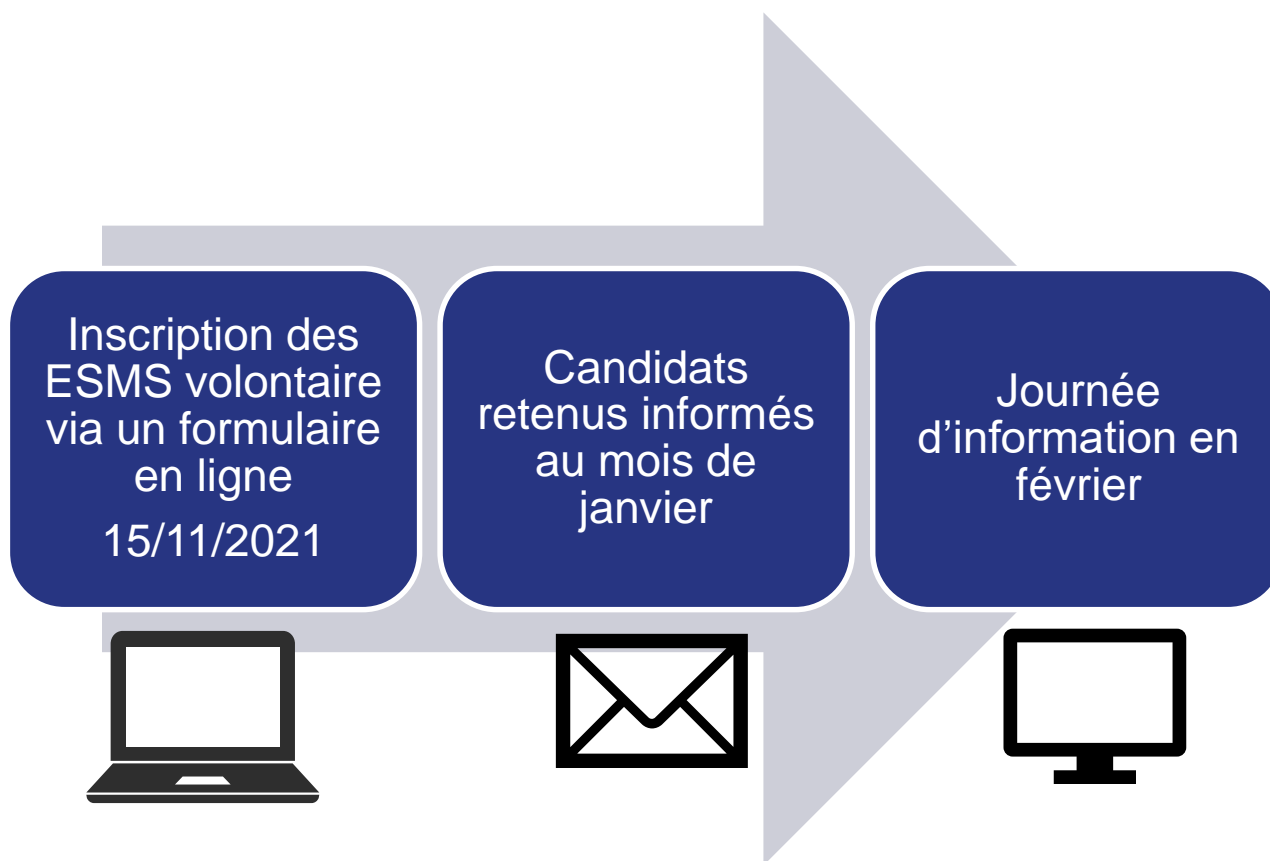 Inscription des
ESMS volontaire
via un formulaire
en ligne
15/11/2021
Candidats
retenus informés
au mois de
janvier
Journée
d’information en
février